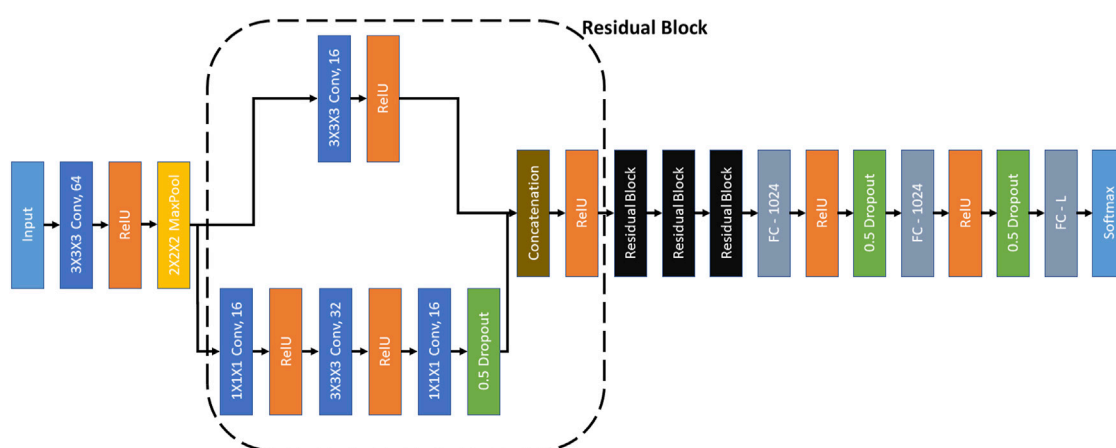 Residual Block
Input
3X3X3 Conv, 64
RelU
2X2X2 MaxPool
3X3X3 Conv, 16
RelU
1X1X1 Conv, 16
RelU
3X3X3 Conv, 32
RelU
1X1X1 Conv, 16
0.5 Dropout
Concatenation
RelU
Residual Block
Residual Block
Residual Block
FC - 1024
RelU
0.5 Dropout
FC - 1024
RelU
0.5 Dropout
FC - L
Softmax